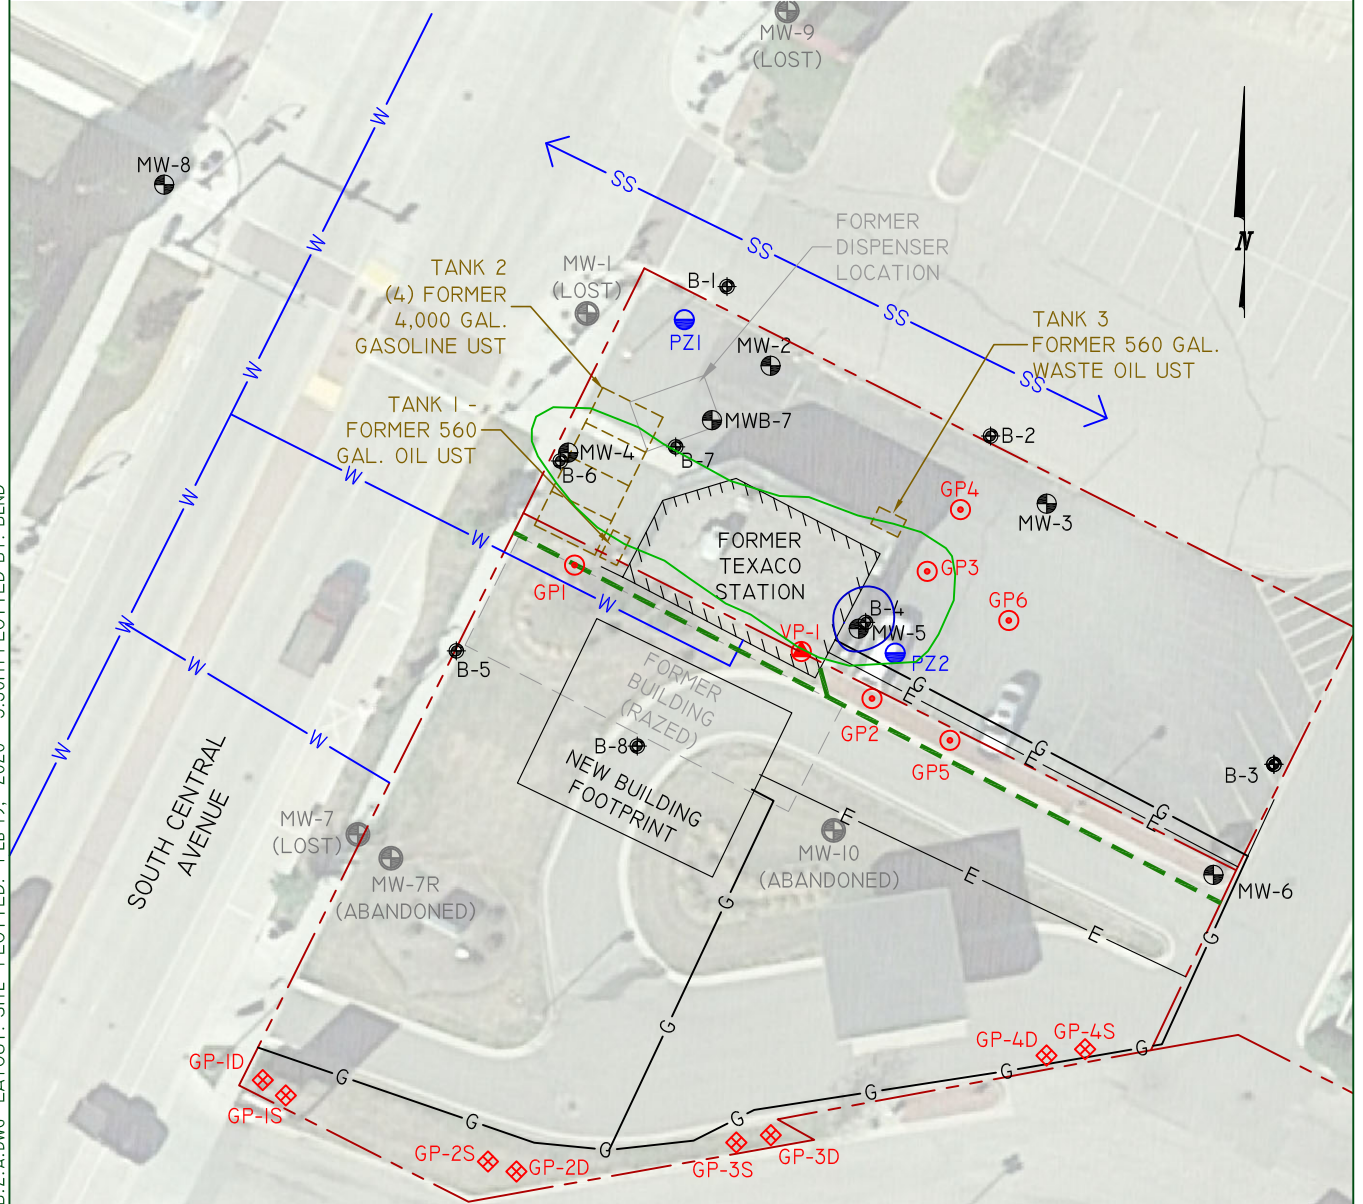 MW-9
(LOST)
MW-8
W
W
W
W
W
W
W
W
W
W
W
W
SS
SS
SS
SS
N
FORMER
DISPENSER
LOCATION
TANK 2
(4) FORMER
4,000 GAL.
GASOLINE UST
MW-1
(LOST)
B-1
PZ1
MW-2
TANK 3
FORMER 560 GAL.
WASTE OIL UST
TANK 1 -
FORMER 560
GAL. OIL UST
MWB-7
MW-4
B-6
B-7
B-2
GP4
MW-3
FORMER
TEXACO
STATION
GP1
GP3
GP6
B-4
MW-5
VP-1
PZ2
B-5
FORMER
BUILDING
(RAZED)
GP2
GP5
B-8
NEW BUILDING
FOOTPRINT
G
E
G
E
G
E
B-3
SOUTH CENTRAL
AVENUE
MW-7
(LOST)
MW-7R
(ABANDONED)
MW-10
(ABANDONED)
E
E
E
MW-6
G
G
G
GP-1D
GP-1S
G
G
G
G
G
G
G
GP-2S
GP-2D
GP-3S
GP-3D
GP-4D
GP-4S